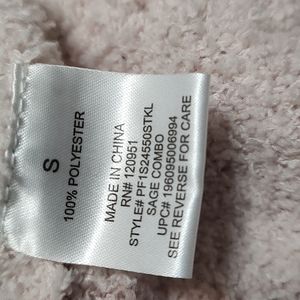 S
100% POLYESTER
MADE IN CHINA
RN# 120951
STYLE# PF1S24550STKL
SAGE COMBO
UPC# 196095006994
SEE REVERSE FOR CARE